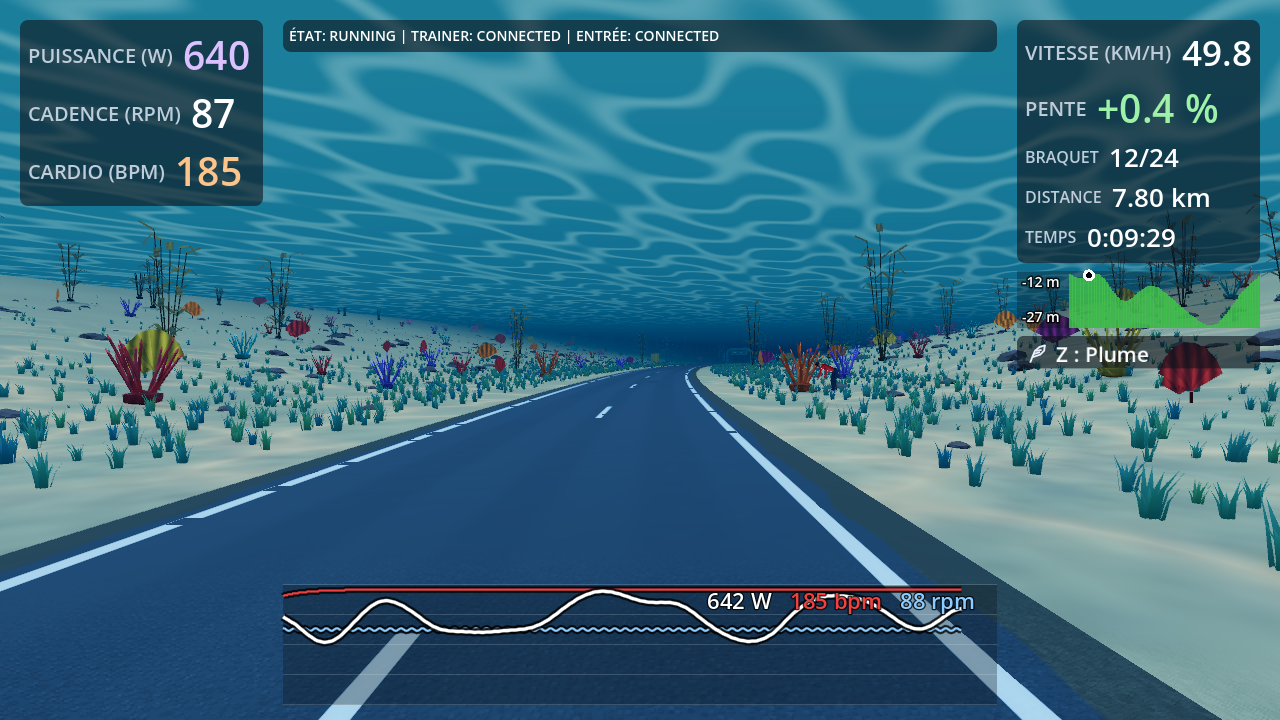 PUISSANCE (W) 640
CADENCE (RPM) 87
CARDIO (BPM) 185
ÉTAT: RUNNING | TRAINER: CONNECTED | ENTRÉE: CONNECTED
VITESSE (KM/H) 49.8
PENTE +0.4 %
BRAQUET 12/24
DISTANCE 7.80 km
TEMPS 0:09:29
-12 m
-27 m
Z : Plume
642 W 185 bpm 88 rpm